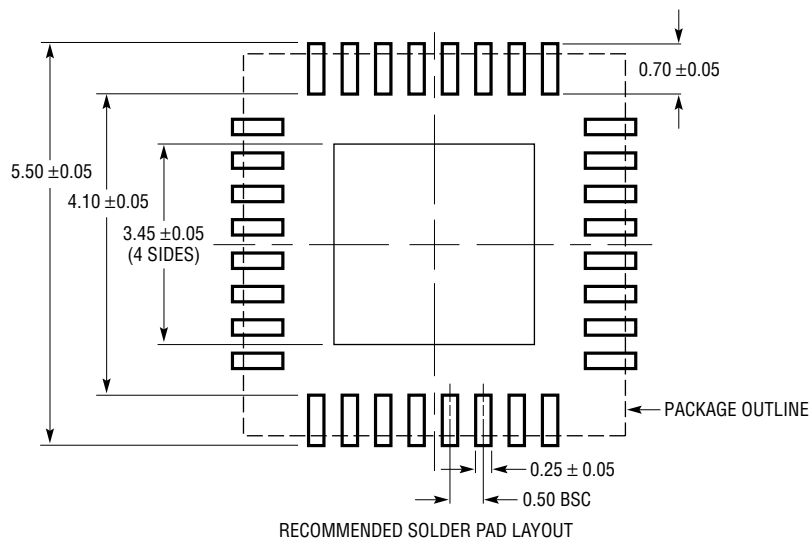 0.70 ±0.05
5.50 ±0.05
4.10 ±0.05
3.45 ±0.05
(4 SIDES)
PACKAGE OUTLINE
0.25 ± 0.05
0.50 BSC
RECOMMENDED SOLDER PAD LAYOUT